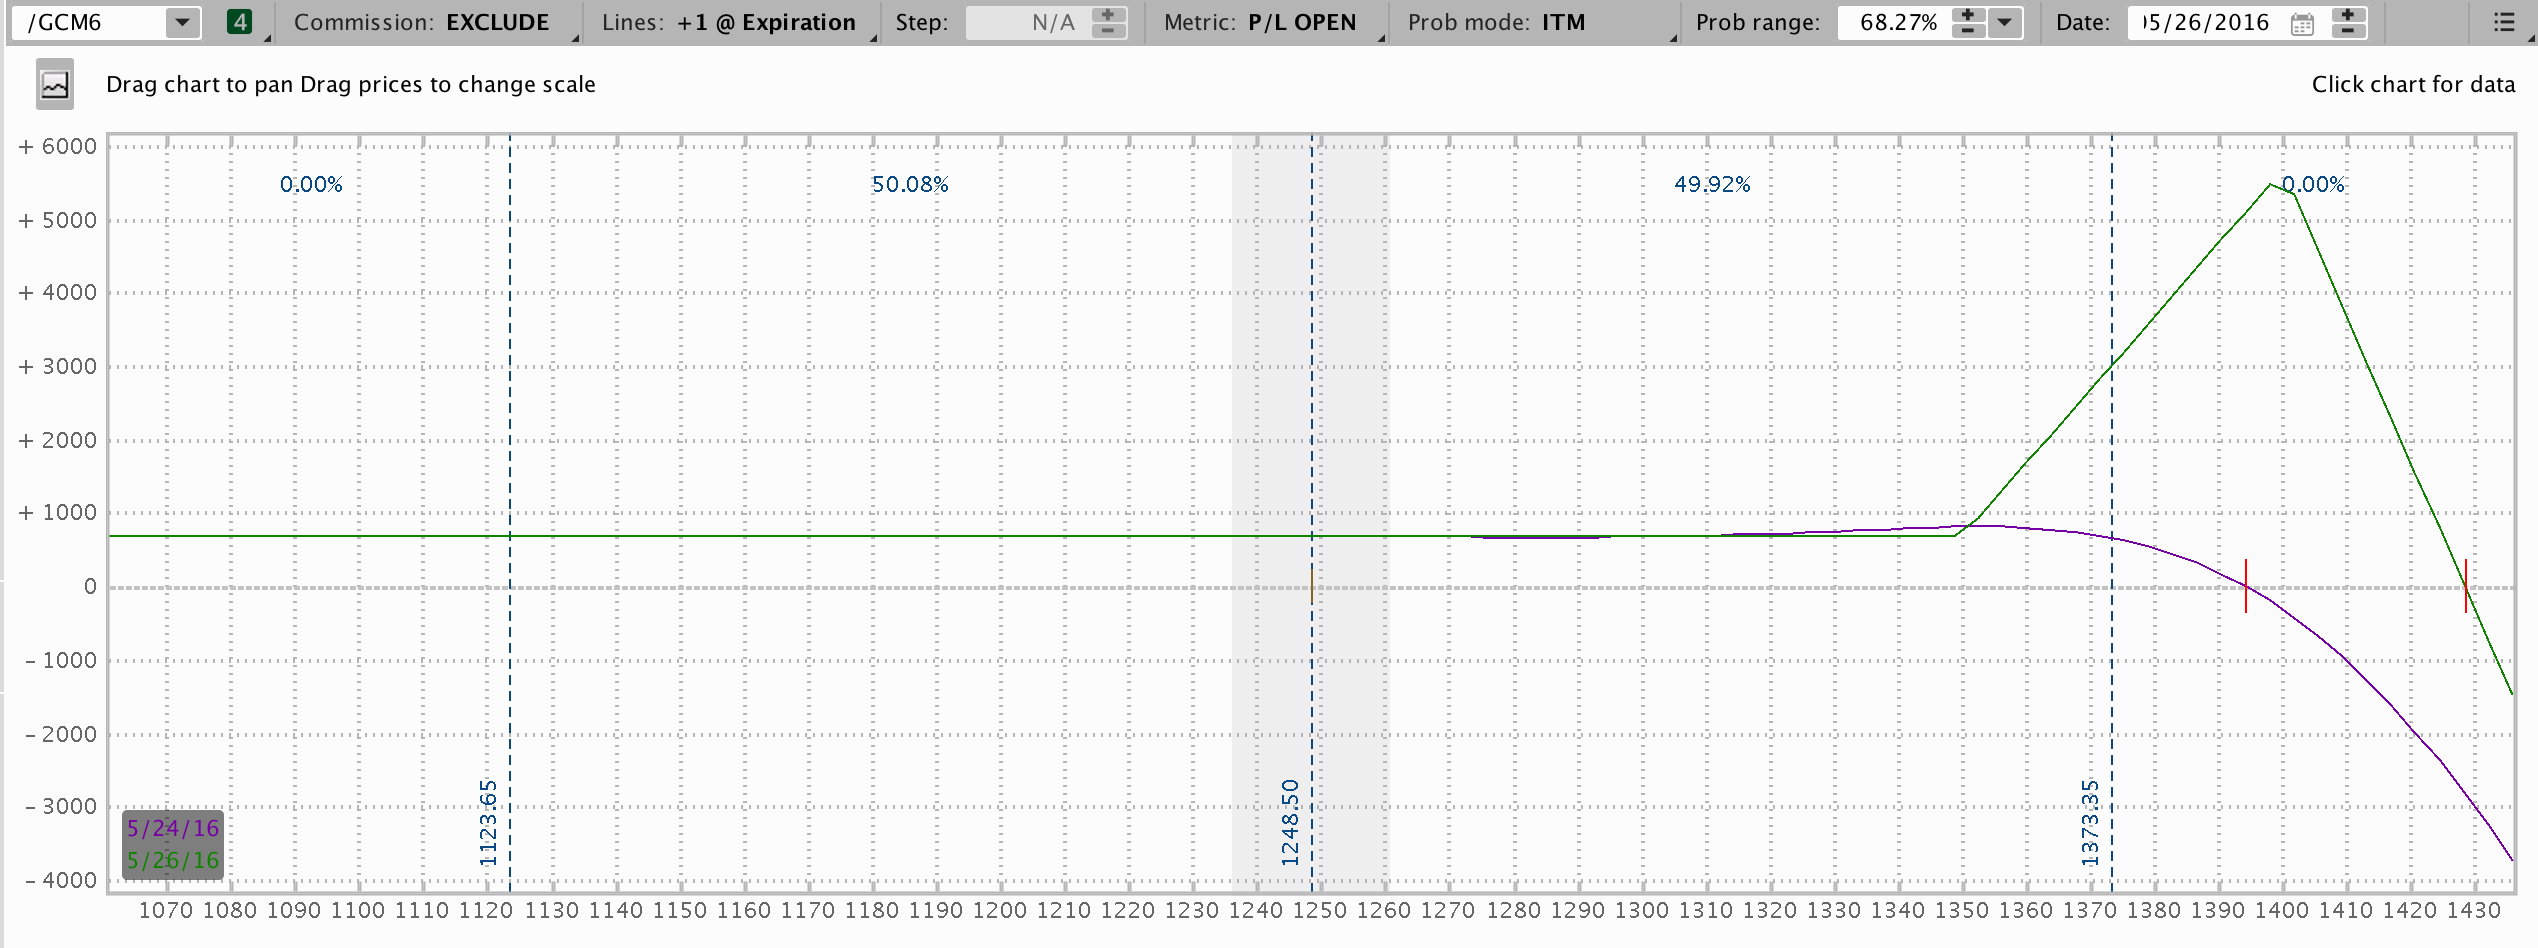 /GCM6 4 Commission: EXCLUDE Lines: +1 @ Expiration Step: N/A Metric: P/L OPEN Prob mode: ITM Prob range: 68.27% Date: 05/26/2016
Drag chart to pan Drag prices to change scale Click chart for data
+ 6000
0.00% 50.08% 49.92% 0.00%
+ 5000
+ 4000
+ 3000
+ 2000
+ 1000
0
- 1000
- 2000
- 3000
1123.65 1248.50 1373.35
5/24/16
5/26/16
- 4000
1070 1080 1090 1100 1110 1120 1130 1140 1150 1160 1170 1180 1190 1200 1210 1220 1230 1240 1250 1260 1270 1280 1290 1300 1310 1320 1330 1340 1350 1360 1370 1380 1390 1400 1410 1420 1430